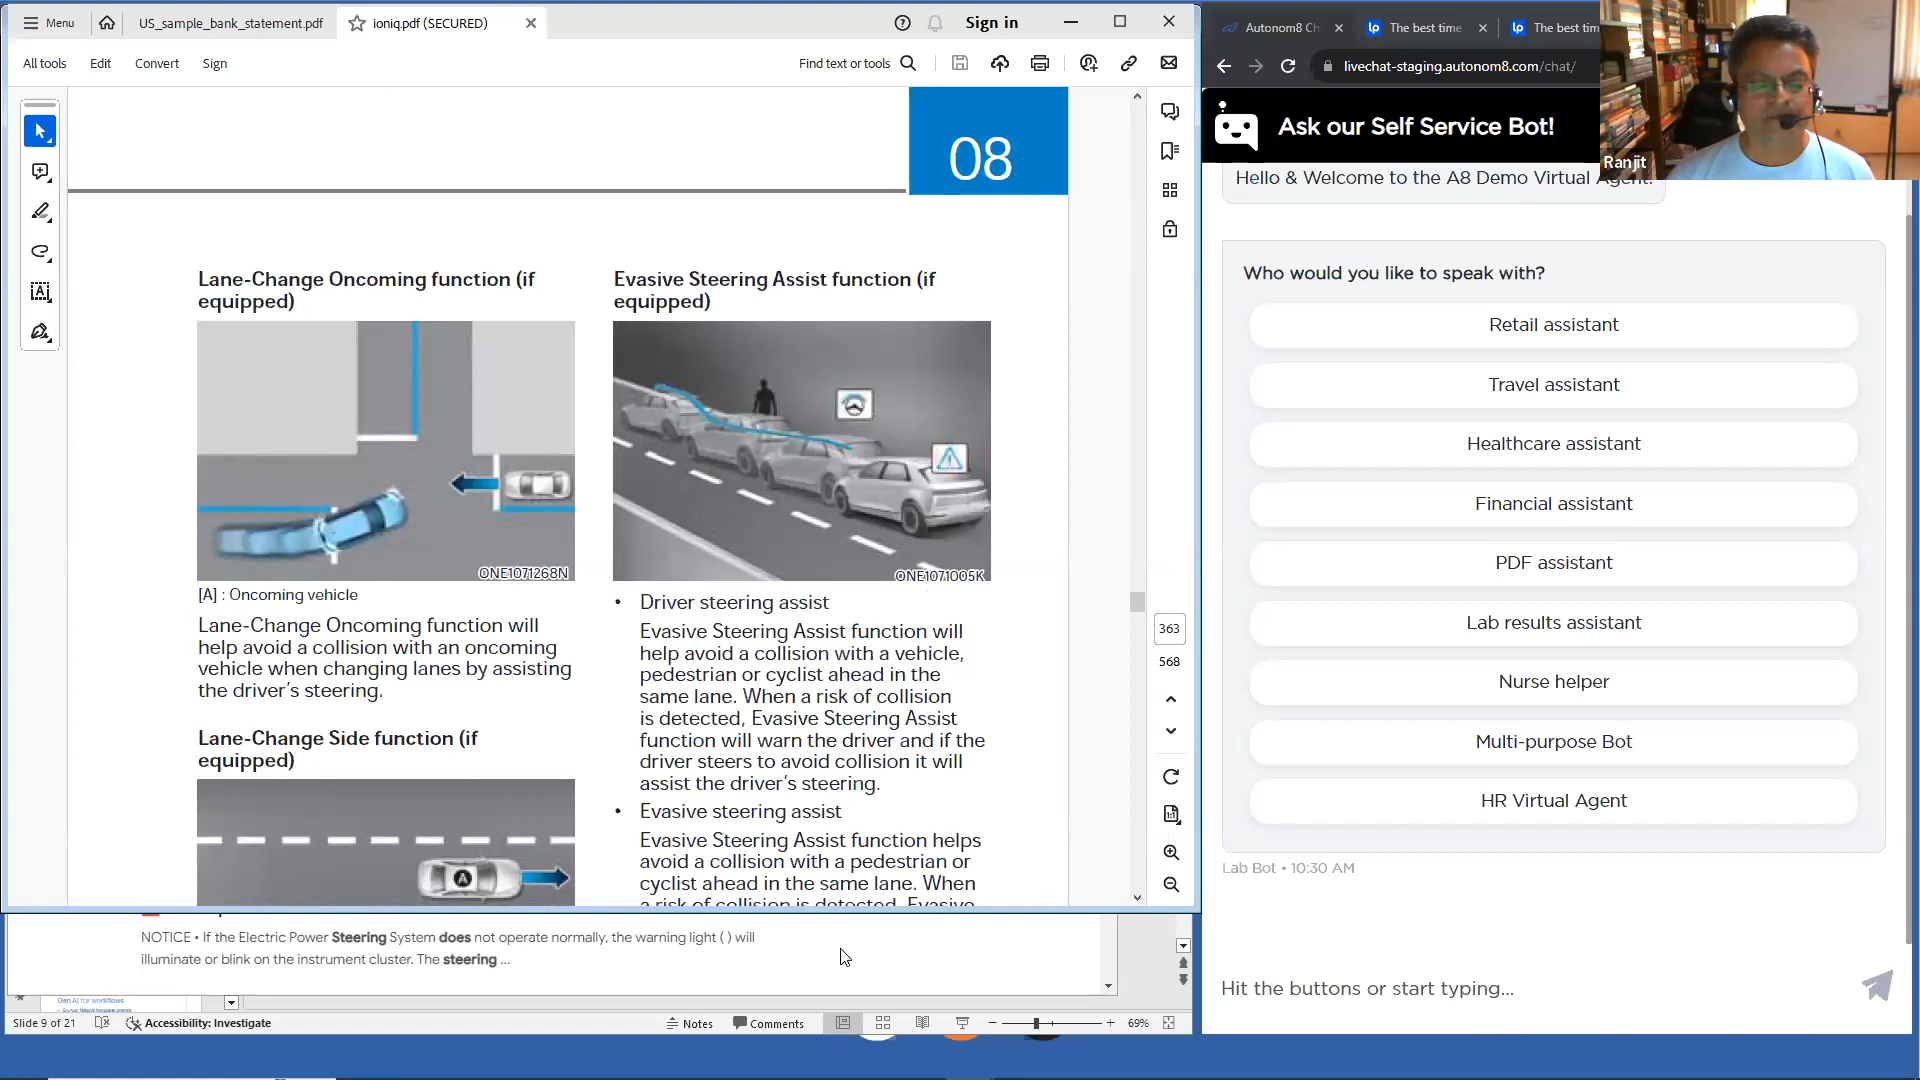 Menu
US_sample_bank_statement.pdf
ioniq.pdf (SECURED)
Sign in
All tools
Edit
Convert
Sign
Find text or tools
08
Lane-Change Oncoming function (if
equipped)
ONE1071268N
[A] : Oncoming vehicle
Lane-Change Oncoming function will
help avoid a collision with an oncoming
vehicle when changing lanes by assisting
the driver's steering.
Lane-Change Side function (if
equipped)
A
Evasive Steering Assist function (if
equipped)
ONE1071005K
• Driver steering assist
Evasive Steering Assist function will
help avoid a collision with a vehicle,
pedestrian or cyclist ahead in the
same lane. When a risk of collision
is detected, Evasive Steering Assist
function will warn the driver and if the
driver steers to avoid collision it will
assist the driver's steering.
• Evasive steering assist
Evasive Steering Assist function helps
avoid a collision with a pedestrian or
cyclist ahead in the same lane. When
a risk of collision is detected, Evasive
363
568
NOTICE • If the Electric Power Steering System does not operate normally, the warning light ( ) will
illuminate or blink on the instrument cluster. The steering ...
Gen AI for workflows
Slide 9 of 21
Accessibility: Investigate
Notes
Comments
69%
Autonom8 Ch
The best time
The best tim
livechat-staging.autonom8.com/chat/
Ask our Self Service Bot!
Ranjit
Hello & Welcome to the A8 Demo Virtual Agent.
Who would you like to speak with?
Retail assistant
Travel assistant
Healthcare assistant
Financial assistant
PDF assistant
Lab results assistant
Nurse helper
Multi-purpose Bot
HR Virtual Agent
Lab Bot • 10:30 AM
Hit the buttons or start typing...